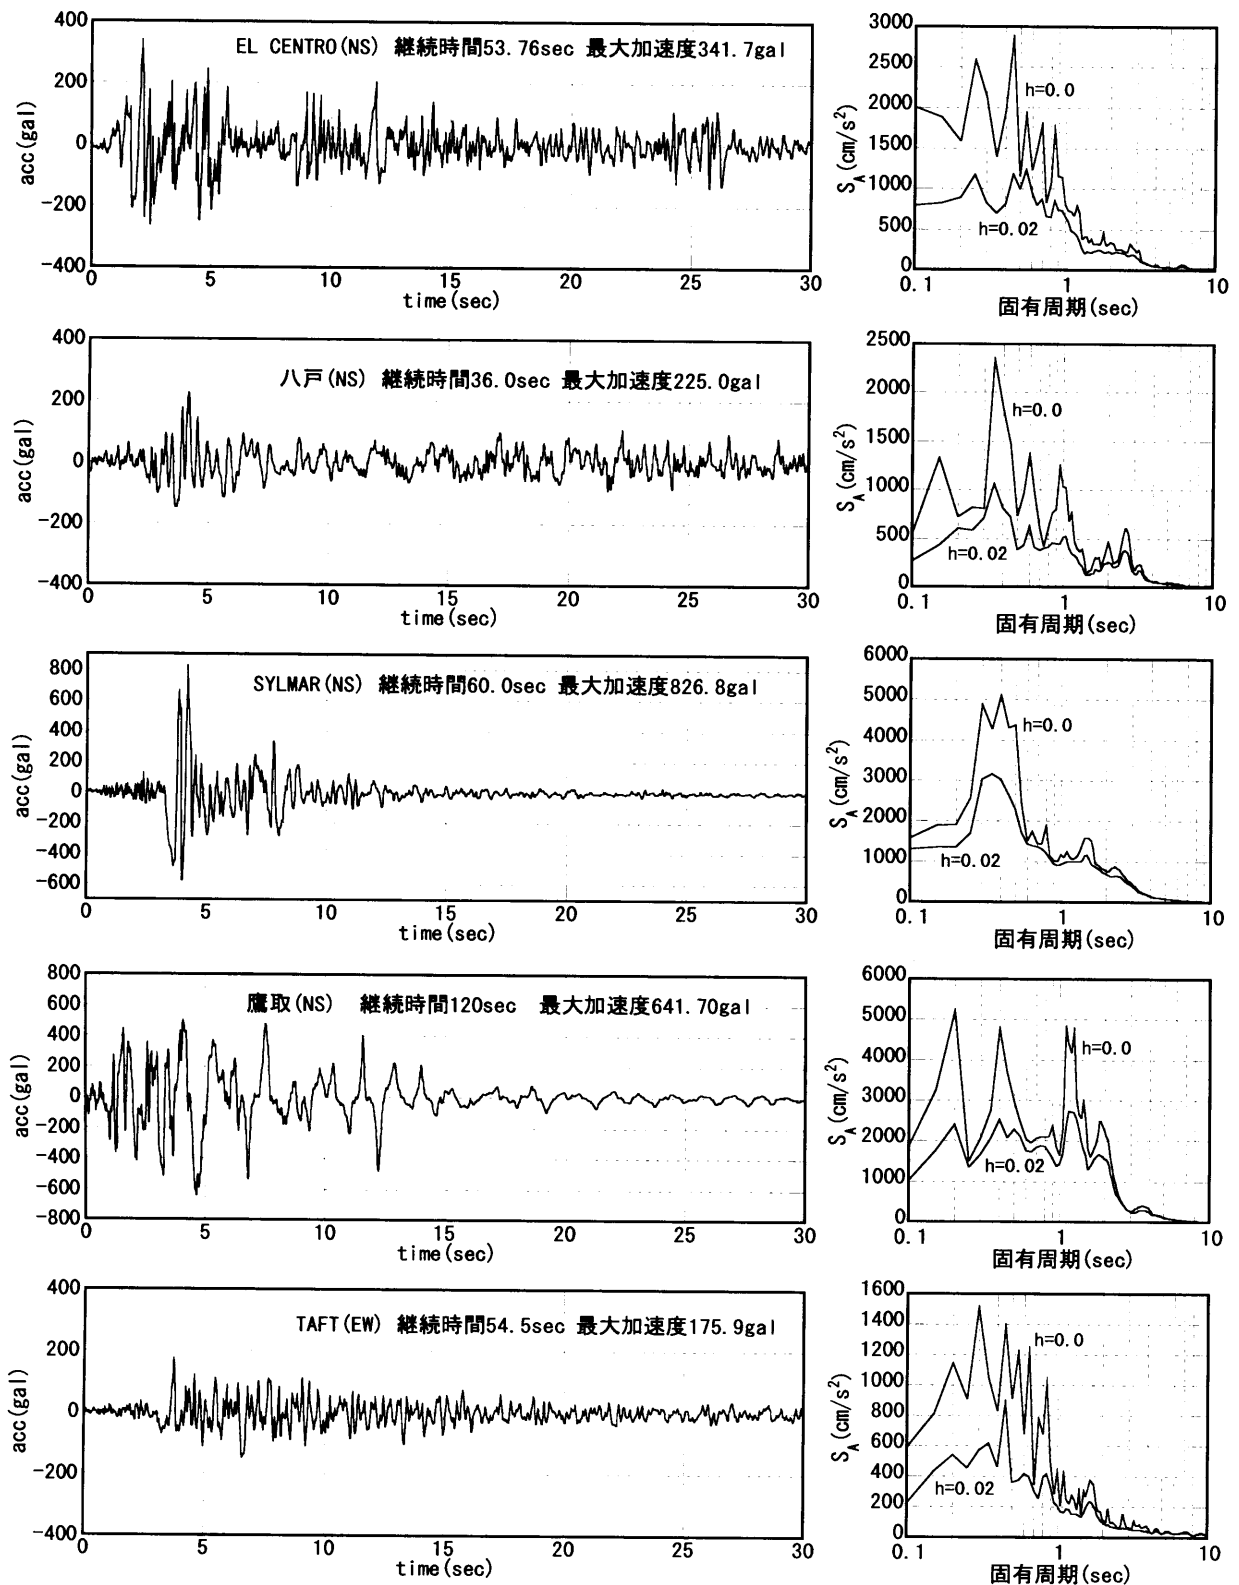 EL CENTRO(NS) 継続時間53.76sec 最大加速度341.7gal
acc(gal)
400
200
0
-200
-400
0 5 10 15 20 25 30
time(sec)
S_A(cm/s²)
3000
2500
2000
1500
1000
500
0
h=0.0
h=0.02
0.1 1 10
固有周期(sec)
八戸(NS) 継続時間36.0sec 最大加速度225.0gal
acc(gal)
400
200
0
-200
-400
0 5 10 15 20 25 30
time(sec)
S_A(cm/s²)
2500
2000
1500
1000
500
0
h=0.0
h=0.02
0.1 1 10
固有周期(sec)
SYLMAR(NS) 継続時間60.0sec 最大加速度826.8gal
acc(gal)
800
600
400
200
0
-200
-400
-600
0 5 10 15 20 25 30
time(sec)
S_A(cm/s²)
6000
5000
4000
3000
2000
1000
0
h=0.0
h=0.02
0.1 1 10
固有周期(sec)
鷹取(NS) 継続時間120sec 最大加速度641.70gal
acc(gal)
800
600
400
200
0
-200
-400
-600
-800
0 5 10 15 20 25 30
time(sec)
S_A(cm/s²)
6000
5000
4000
3000
2000
1000
0
h=0.0
h=0.02
0.1 1 10
固有周期(sec)
TAFT(EW) 継続時間54.5sec 最大加速度175.9gal
acc(gal)
400
200
0
-200
-400
0 5 10 15 20 25 30
time(sec)
S_A(cm/s²)
1600
1400
1200
1000
800
600
400
200
0
h=0.0
h=0.02
0.1 1 10
固有周期(sec)